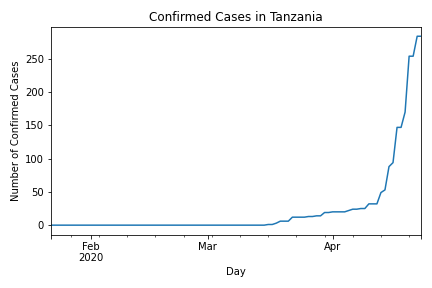 Confirmed Cases in Tanzania
Number of Confirmed Cases
250
200
150
100
50
0
Feb
2020
Mar
Apr
Day